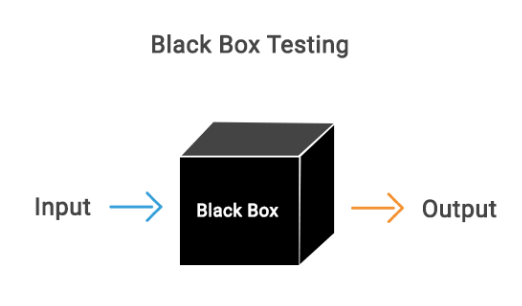 Black Box Testing
Input
Black Box
Output